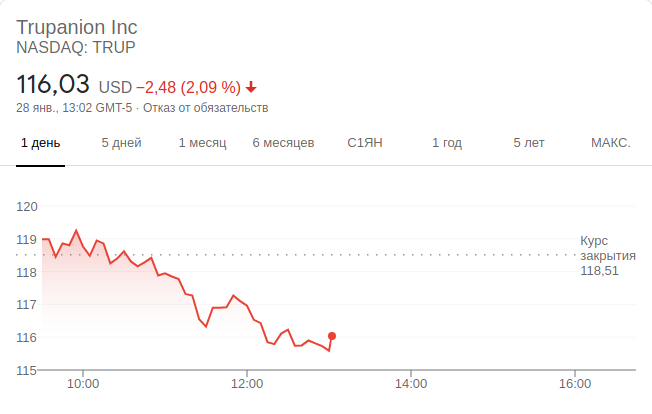 Trupanion Inc
NASDAQ: TRUP
116,03 USD −2,48 (2,09 %)
28 янв., 13:02 GMT-5 · Отказ от обязательств
1 день 5 дней 1 месяц 6 месяцев С1ЯН 1 год 5 лет МАКС.
120
119
118
117
116
115
Курс
закрытия
118,51
10:00 12:00 14:00 16:00